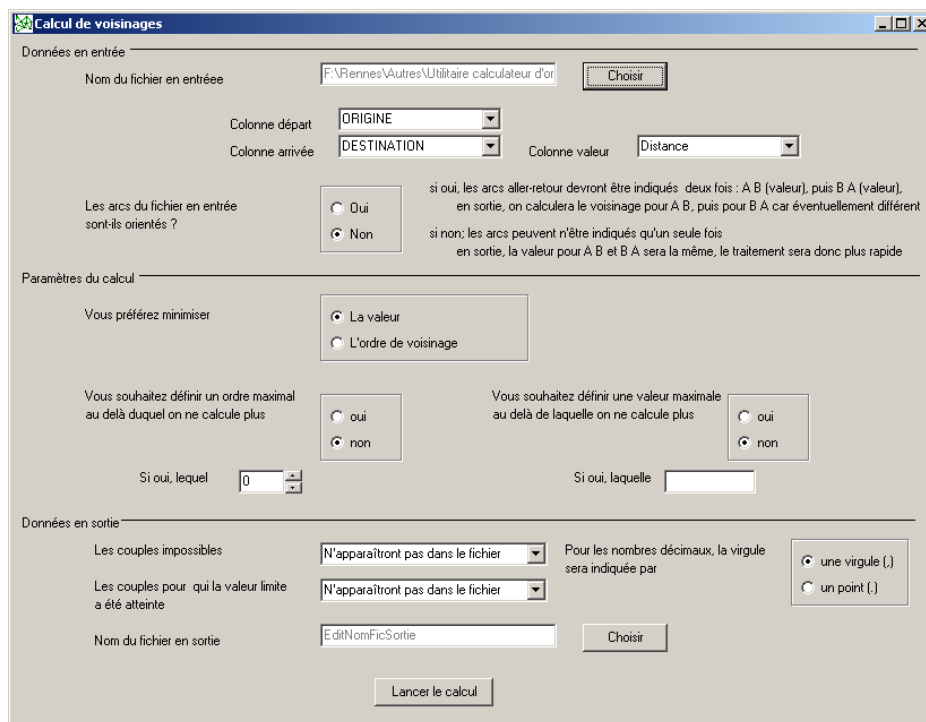 Calcul de voisinages
Données en entrée
Nom du fichier en entréee
F:\Rennes\Autres\Utilitaire calculateur d'or
Choisir
Colonne départ
ORIGINE
Colonne arrivée
DESTINATION
Colonne valeur
Distance
Les arcs du fichier en entrée
sont-ils orientés ?
Oui
Non
si oui, les arcs aller-retour devront être indiqués deux fois : A B (valeur), puis B A (valeur),
en sortie, on calculera le voisinage pour A B, puis pour B A car éventuellement différent
si non; les arcs peuvent n'être indiqués qu'un seule fois
en sortie, la valeur pour A B et B A sera la même, le traitement sera donc plus rapide
Paramètres du calcul
Vous préférez minimiser
La valeur
L'ordre de voisinage
Vous souhaitez définir un ordre maximal
au delà duquel on ne calcule plus
oui
non
Vous souhaitez définir une valeur maximale
au delà de laquelle on ne calcule plus
oui
non
Si oui, lequel
0
Si oui, laquelle
Données en sortie
Les couples impossibles
N'apparaîtront pas dans le fichier
Les couples pour qui la valeur limite
a été atteinte
N'apparaîtront pas dans le fichier
Pour les nombres décimaux, la virgule
sera indiquée par
une virgule (,)
un point (.)
Nom du fichier en sortie
EditNomFicSortie
Choisir
Lancer le calcul